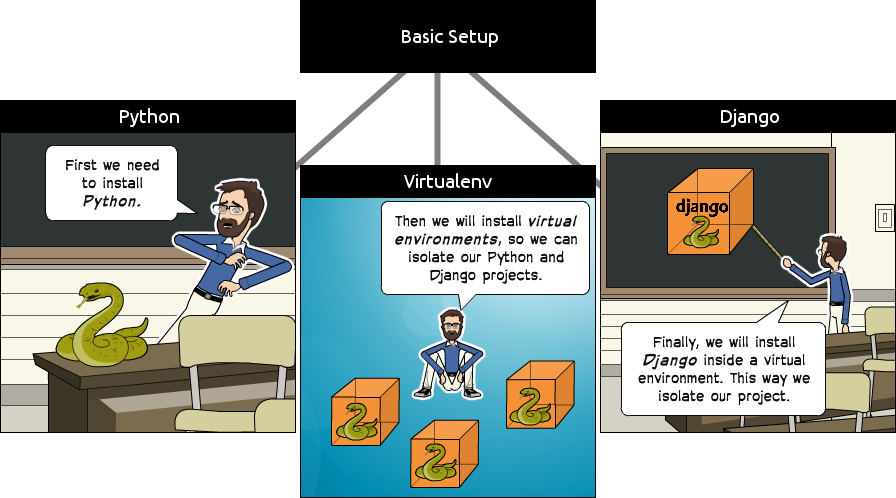 Basic Setup
Python
First we need
to install
Python.
Virtualenv
Then we will install virtual
environments, so we can
isolate our Python and
Django projects.
Django
django
Finally, we will install
Django inside a virtual
environment. This way we
isolate our project.